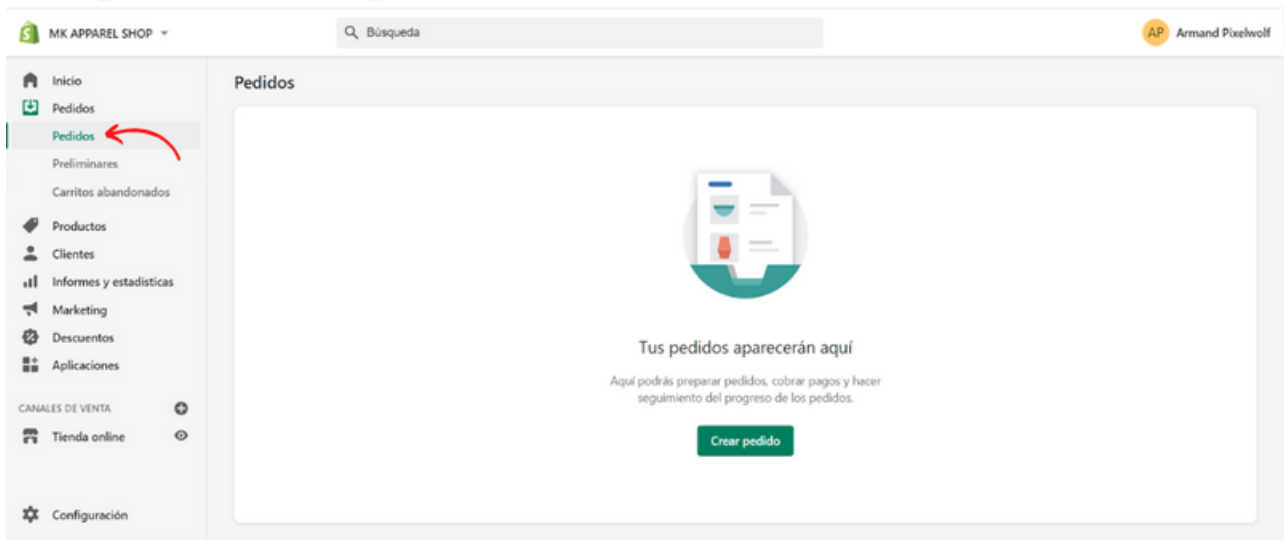 MK APPAREL SHOP
Búsqueda
AP Armand Pixelwolf
Inicio
Pedidos
Pedidos
Preliminares
Carritos abandonados
Productos
Clientes
Informes y estadísticas
Marketing
Descuentos
Aplicaciones
CANALES DE VENTA
Tienda online
Configuración
Pedidos
Tus pedidos aparecerán aquí
Aquí podrás preparar pedidos, cobrar pagos y hacer
seguimiento del progreso de los pedidos.
Crear pedido